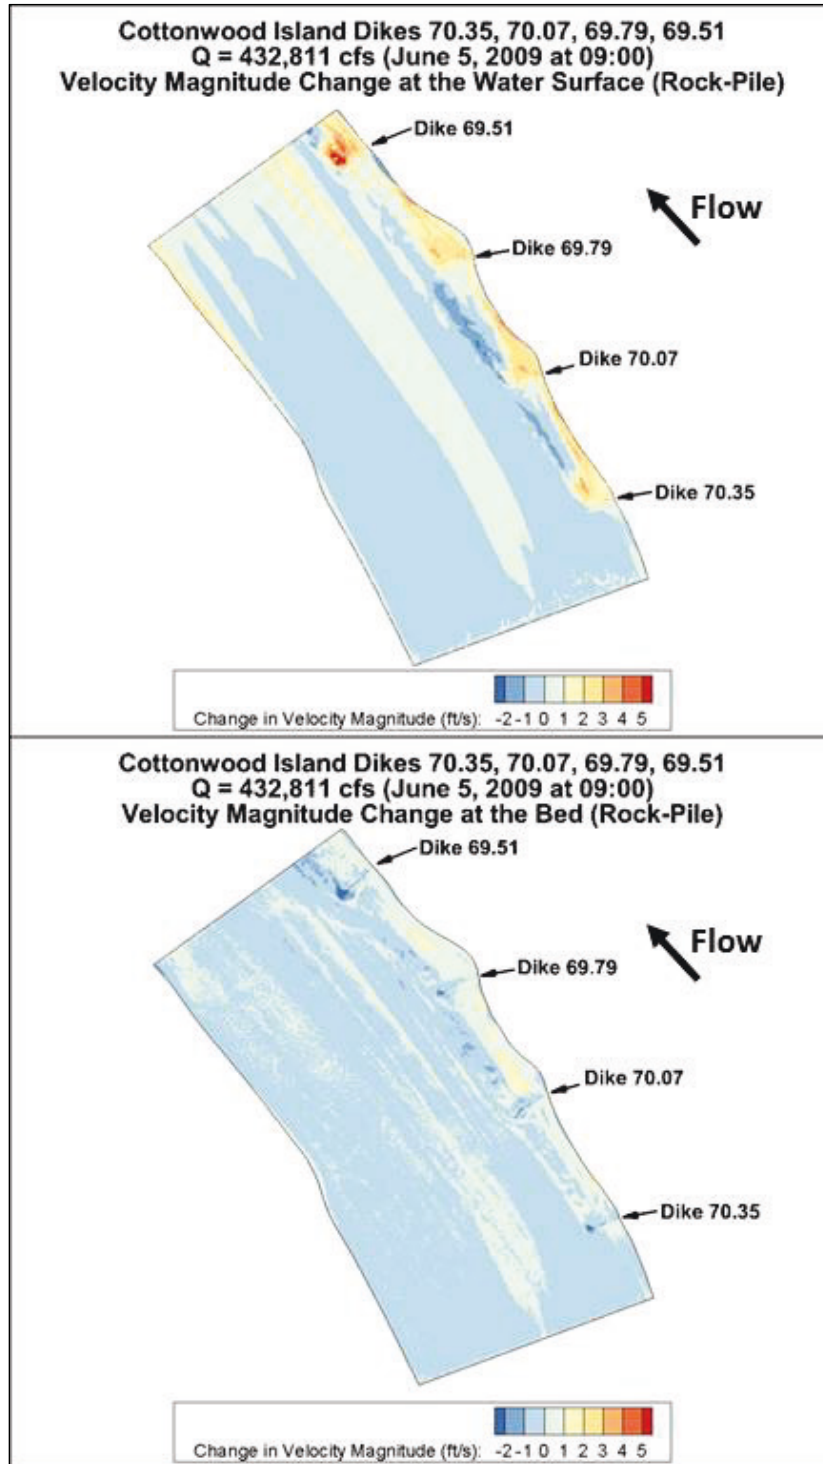 Cottonwood Island Dikes 70.35, 70.07, 69.79, 69.51
Q = 432,811 cfs (June 5, 2009 at 09:00)
Velocity Magnitude Change at the Water Surface (Rock-Pile)
Dike 69.51
Flow
Dike 69.79
Dike 70.07
Dike 70.35
Change in Velocity Magnitude (ft/s): -2 -1 0 1 2 3 4 5
Cottonwood Island Dikes 70.35, 70.07, 69.79, 69.51
Q = 432,811 cfs (June 5, 2009 at 09:00)
Velocity Magnitude Change at the Bed (Rock-Pile)
Dike 69.51
Flow
Dike 69.79
Dike 70.07
Dike 70.35
Change in Velocity Magnitude (ft/s): -2 -1 0 1 2 3 4 5